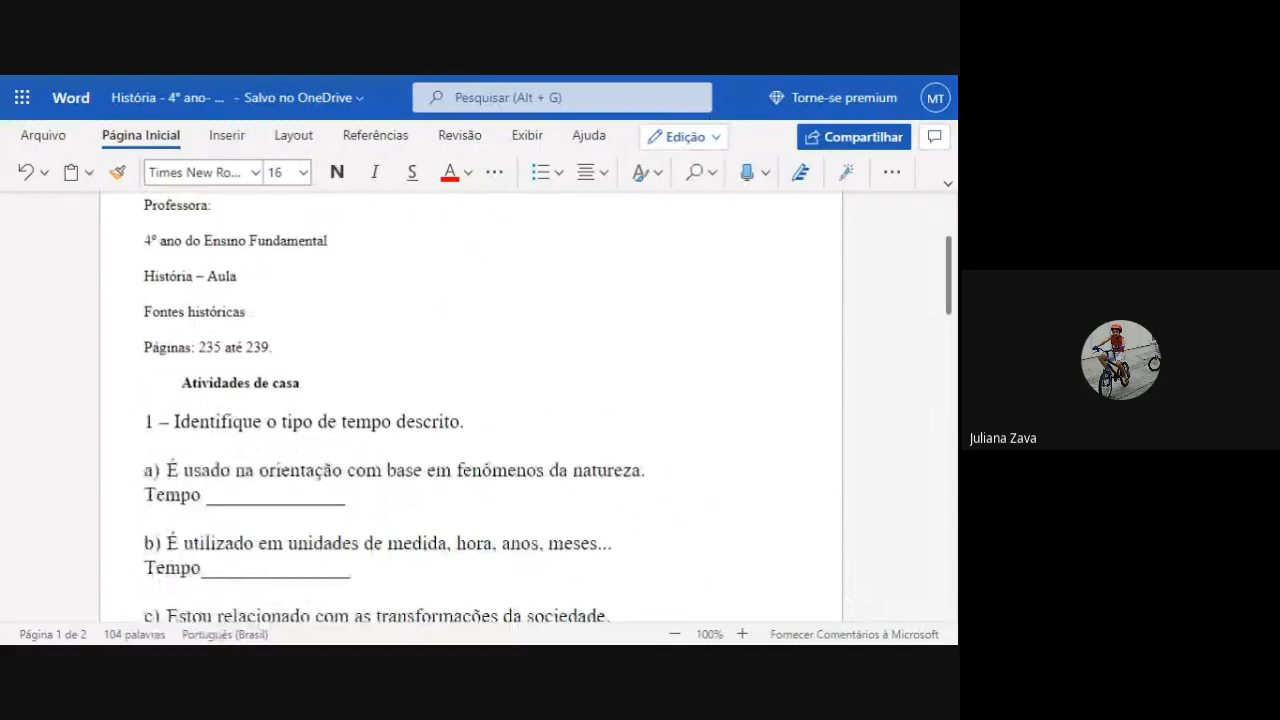 Word História - 4º ano- ... - Salvo no OneDrive Pesquisar (Alt + G) Torne-se premium MT
Arquivo Página Inicial Inserir Layout Referências Revisão Exibir Ajuda Edição Compartilhar
Times New Ro... 16 N I S A ...
Professora:
4º ano do Ensino Fundamental
História – Aula
Fontes históricas
Páginas: 235 até 239.
Atividades de casa
1 – Identifique o tipo de tempo descrito.
a) É usado na orientação com base em fenômenos da natureza.
Tempo ______________
b) É utilizado em unidades de medida, hora, anos, meses...
Tempo_______________
c) Estou relacionado com as transformações da sociedade.
Página 1 de 2 104 palavras Português (Brasil) 100% Fornecer Comentários à Microsoft
Juliana Zava